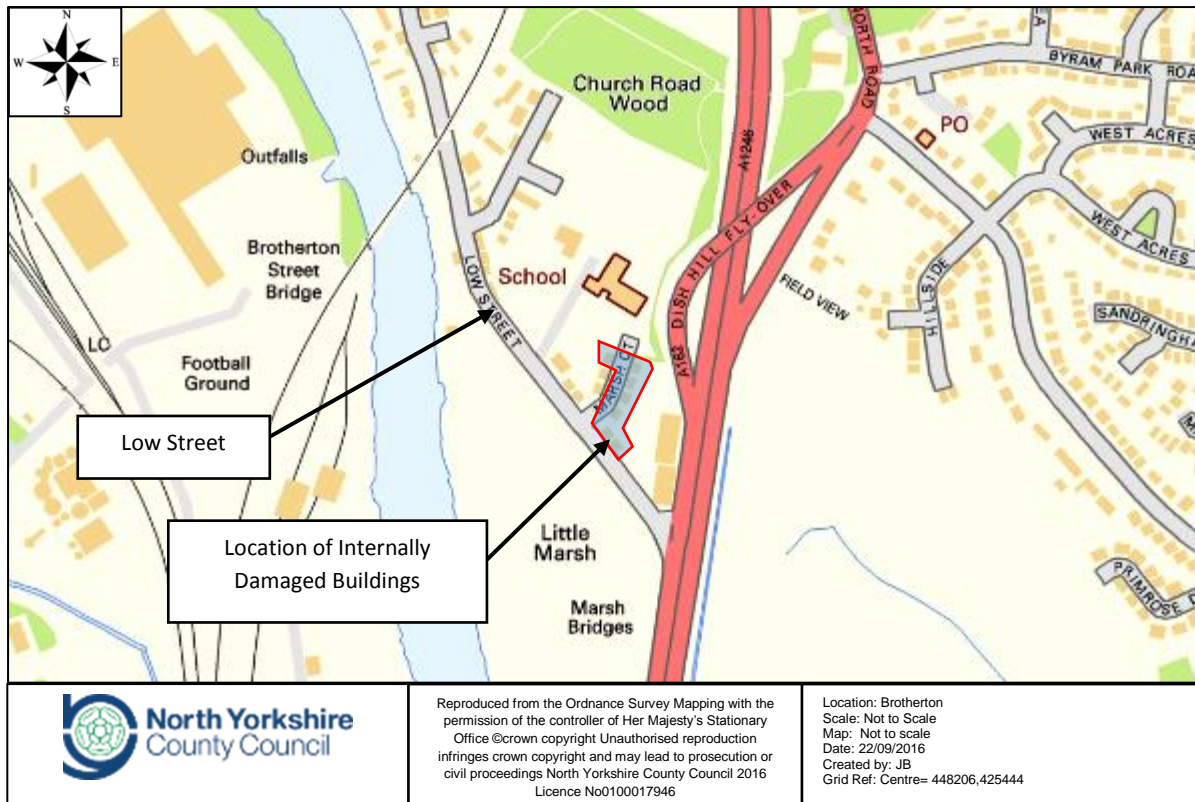 N
W E
S
Church Road
Wood
NORTH ROAD
BYRAM PARK ROA
PO
WEST ACRES
Outfalls
A1246
Brotherton
Street
Bridge
LOW STREET
School
A162 DISH HILL FLY-OVER
WEST ACRES
FIELD VIEW
HILLSIDE
SANDRINGHA
LC
Football
Ground
MARSH CT
Low Street
Location of Internally
Damaged Buildings
Little
Marsh
Marsh
Bridges
PRIMROSE D
North Yorkshire
County Council
Reproduced from the Ordnance Survey Mapping with the
permission of the controller of Her Majesty's Stationary
Office ©crown copyright Unauthorised reproduction
infringes crown copyright and may lead to prosecution or
civil proceedings North Yorkshire County Council 2016
Licence No0100017946
Location: Brotherton
Scale: Not to Scale
Map: Not to scale
Date: 22/09/2016
Created by: JB
Grid Ref: Centre= 448206,425444